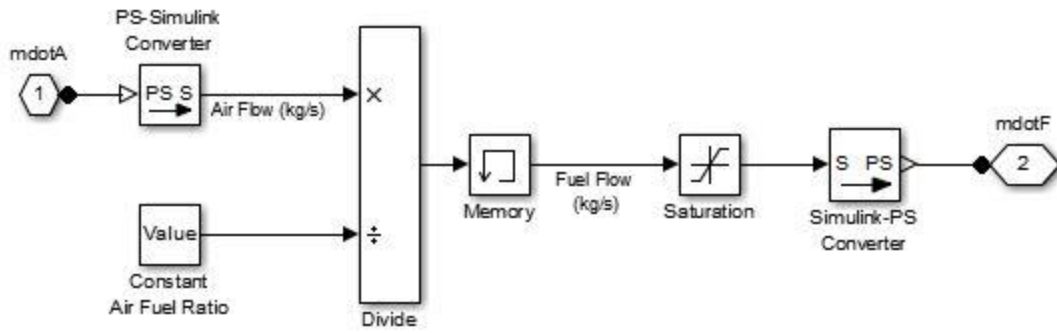 PS-Simulink
Converter
mdotA
1
PS S
Air Flow (kg/s)
×
Value
Constant
Air Fuel Ratio
÷
Divide
Memory
Fuel Flow
(kg/s)
Saturation
S PS
Simulink-PS
Converter
mdotF
2